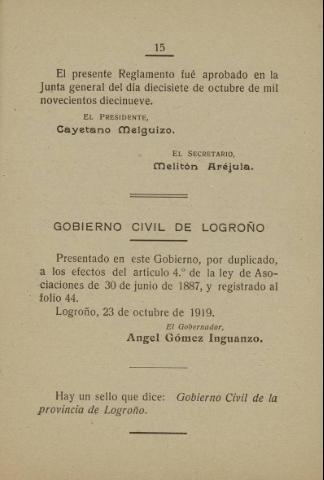 15
El presente Reglamento fué aprobado en la
Junta general del día diecisiete de octubre de mil
novecientos diecinueve.
EL PRESIDENTE,
Cayetano Melguizo.
EL SECRETARIO,
Melitón Aréjula.
GOBIERNO CIVIL DE LOGROÑO
Presentado en este Gobierno, por duplicado,
a los efectos del artículo 4.º de la ley de Aso-
ciaciones de 30 de junio de 1887, y registrado al
folio 44.
Logroño, 23 de octubre de 1919.
El Gobernador,
Angel Gómez Inguanzo.
Hay un sello que dice: Gobierno Civil de la
provincia de Logroño.